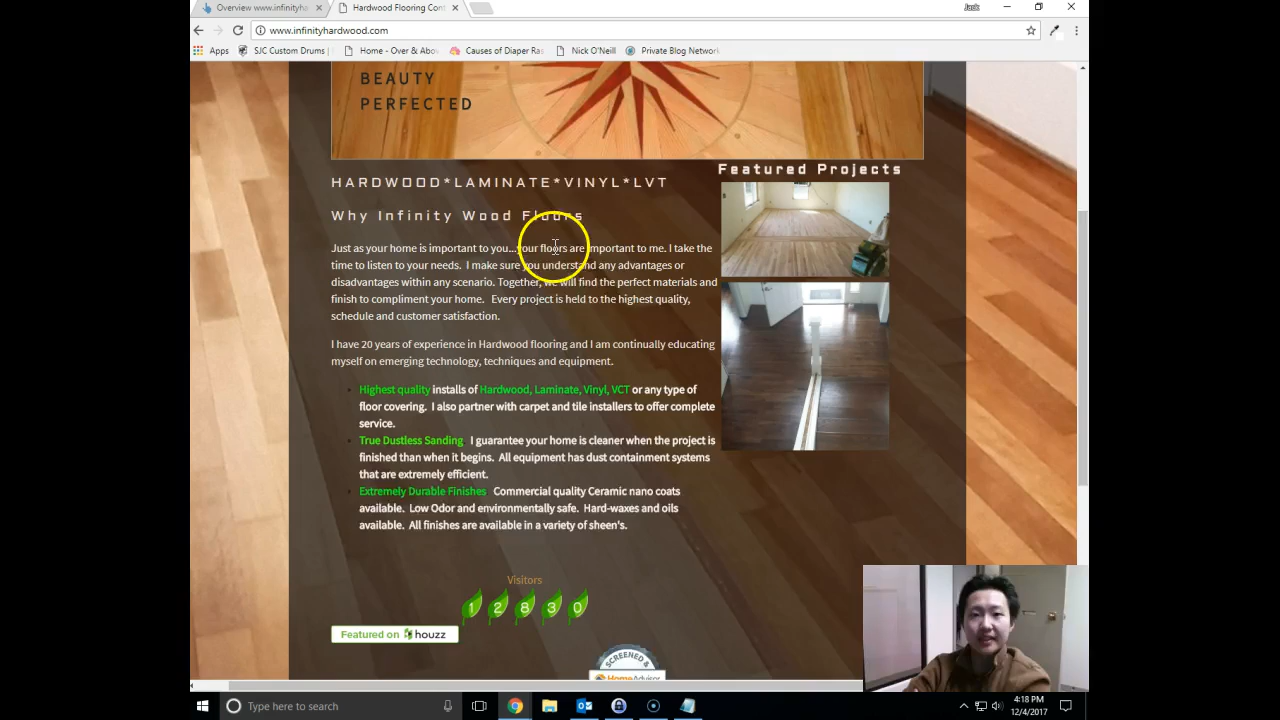 Overview www.infinityha
Hardwood Flooring Cont
Jack
www.infinityhardwood.com
Apps
SJC Custom Drums |
Home - Over & Abov
Causes of Diaper Ras
Nick O'Neill
Private Blog Network
BEAUTY
PERFECTED
Featured Projects
HARDWOOD*LAMINATE*VINYL*LVT
Why Infinity Wood Floors
Just as your home is important to you...your floors are important to me. I take the
time to listen to your needs. I make sure you understand any advantages or
disadvantages within any scenario. Together, we will find the perfect materials and
finish to compliment your home. Every project is held to the highest quality,
schedule and customer satisfaction.
I have 20 years of experience in Hardwood flooring and I am continually educating
myself on emerging technology, techniques and equipment.
Highest quality installs of Hardwood, Laminate, Vinyl, VCT or any type of
floor covering. I also partner with carpet and tile installers to offer complete
service.
True Dustless Sanding I guarantee your home is cleaner when the project is
finished than when it begins. All equipment has dust containment systems
that are extremely efficient.
Extremely Durable Finishes Commercial quality Ceramic nano coats
available. Low Odor and environmentally safe. Hard-waxes and oils
available. All finishes are available in a variety of sheen's.
Visitors
1 2 8 3 0
Featured on houzz
SCREENED &
HomeAdvisor
Type here to search
4:18 PM
12/4/2017